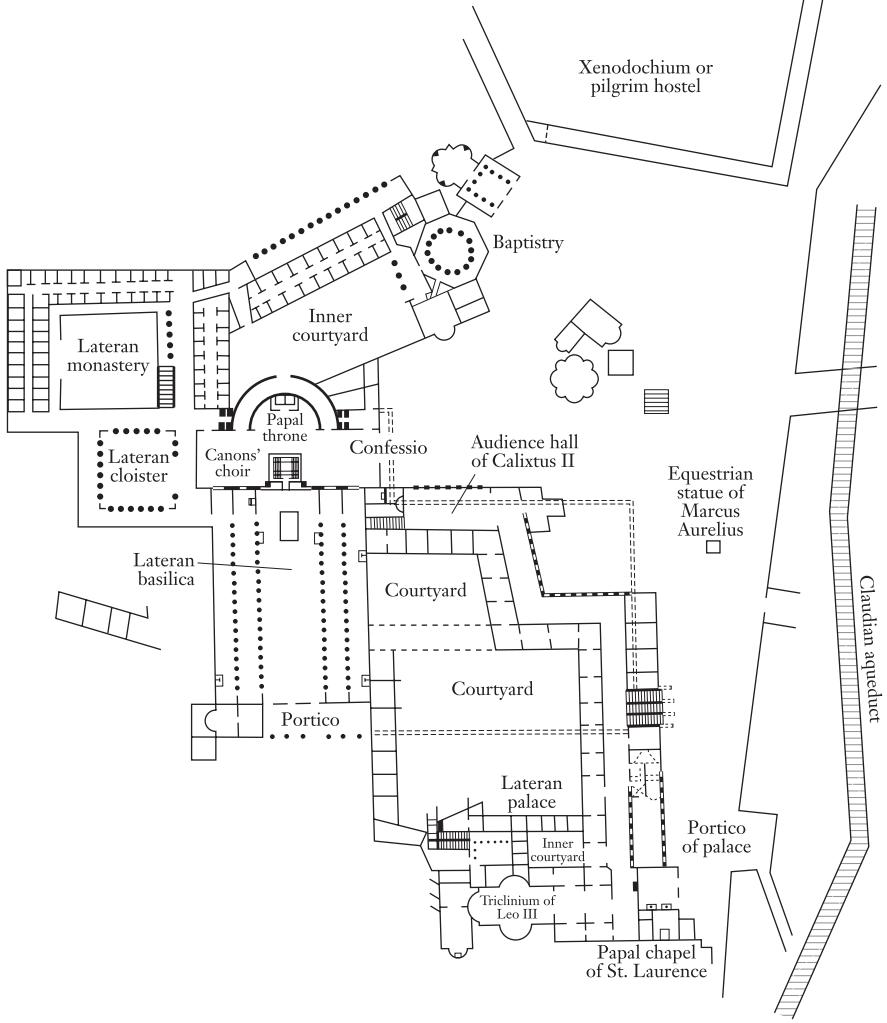 Xenodochium or
pilgrim hostel
Baptistry
Inner
courtyard
Lateran
monastery
Papal
throne
Canons’
choir
Confessio
Lateran
cloister
Audience hall
of Calixtus II
Equestrian
statue of
Marcus
Aurelius
Lateran
basilica
Courtyard
Claudian aqueduct
Courtyard
Portico
Lateran
palace
Portico
of palace
Inner
courtyard
Triclinium of
Leo III
Papal chapel
of St. Laurence